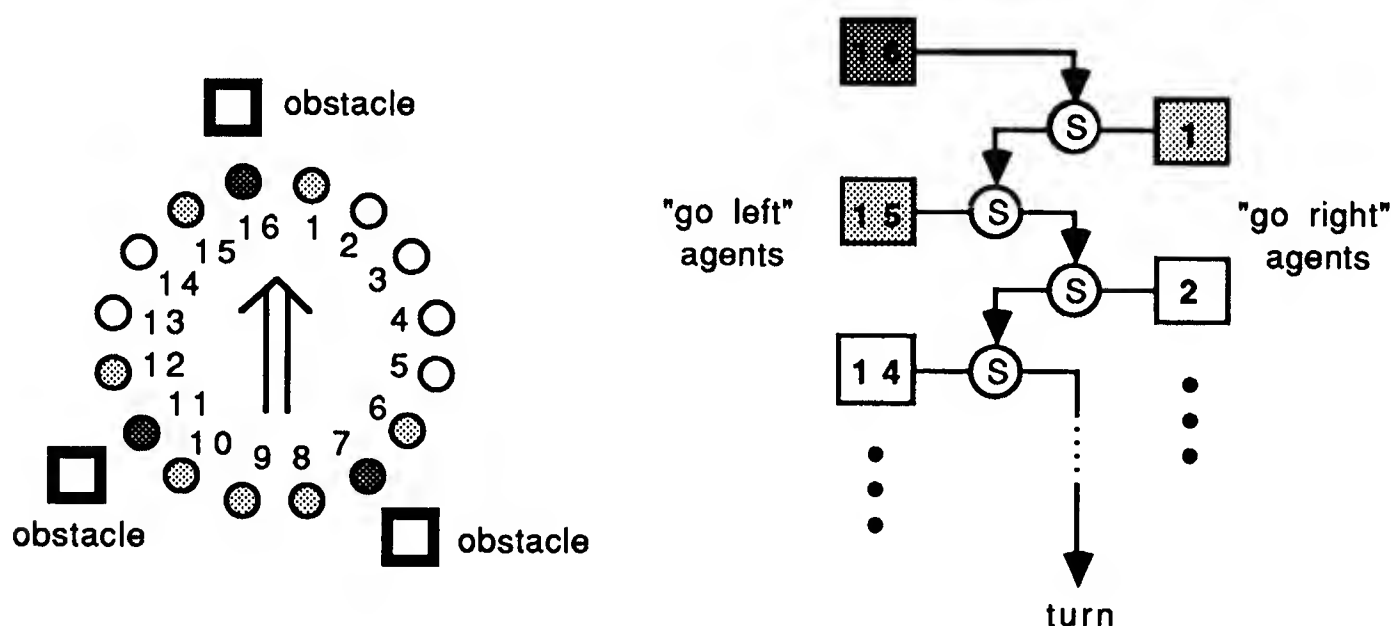 obstacle
16 1
15 2
14 3
13 4
12 5
11 6
10 9 8 7
obstacle
obstacle
16
S 1
"go left"
agents
15 S
"go right"
agents
S 2
14 S
turn